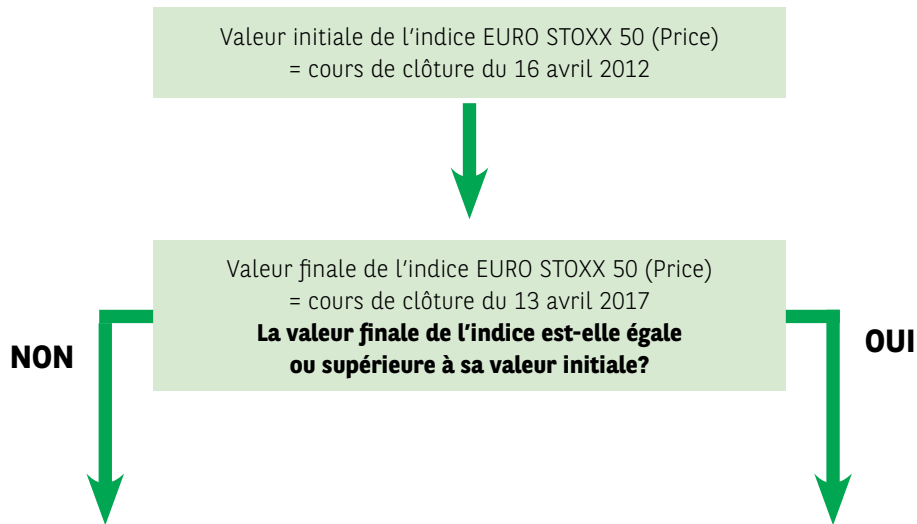 Valeur initiale de l’indice EURO STOXX 50 (Price)
= cours de clôture du 16 avril 2012
Valeur finale de l’indice EURO STOXX 50 (Price)
= cours de clôture du 13 avril 2017
La valeur finale de l’indice est-elle égale
ou supérieure à sa valeur initiale?
NON
OUI